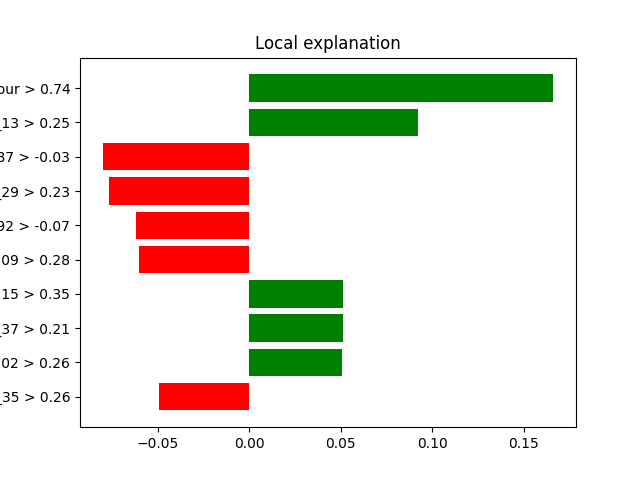 Local explanation
our > 0.74
_13 > 0.25
37 > -0.03
_29 > 0.23
92 > -0.07
09 > 0.28
15 > 0.35
_37 > 0.21
02 > 0.26
_35 > 0.26
−0.05 0.00 0.05 0.10 0.15